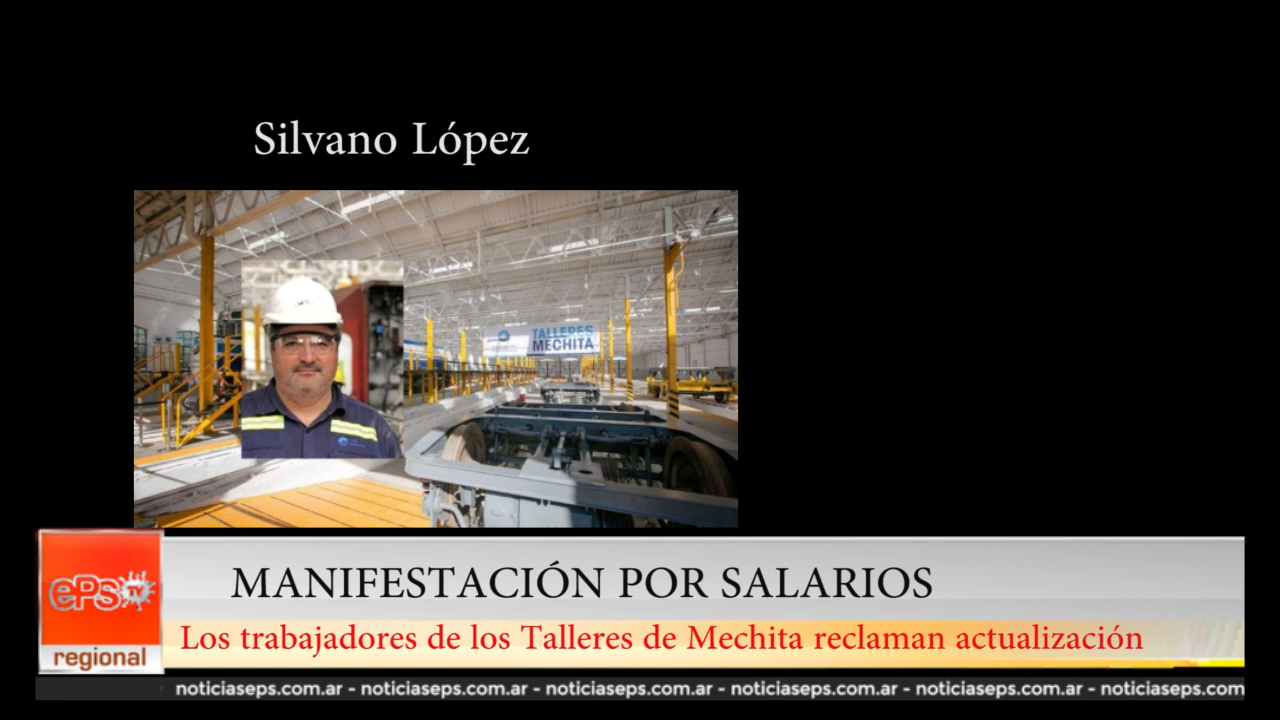 Silvano López
TALLERES
MECHITA
MANIFESTACIÓN POR SALARIOS
ePS tv
Los trabajadores de los Talleres de Mechita reclaman actualización
regional
noticiaseps.com.ar - noticiaseps.com.ar - noticiaseps.com.ar - noticiaseps.com.ar - noticiaseps.com.ar - noticiaseps.com